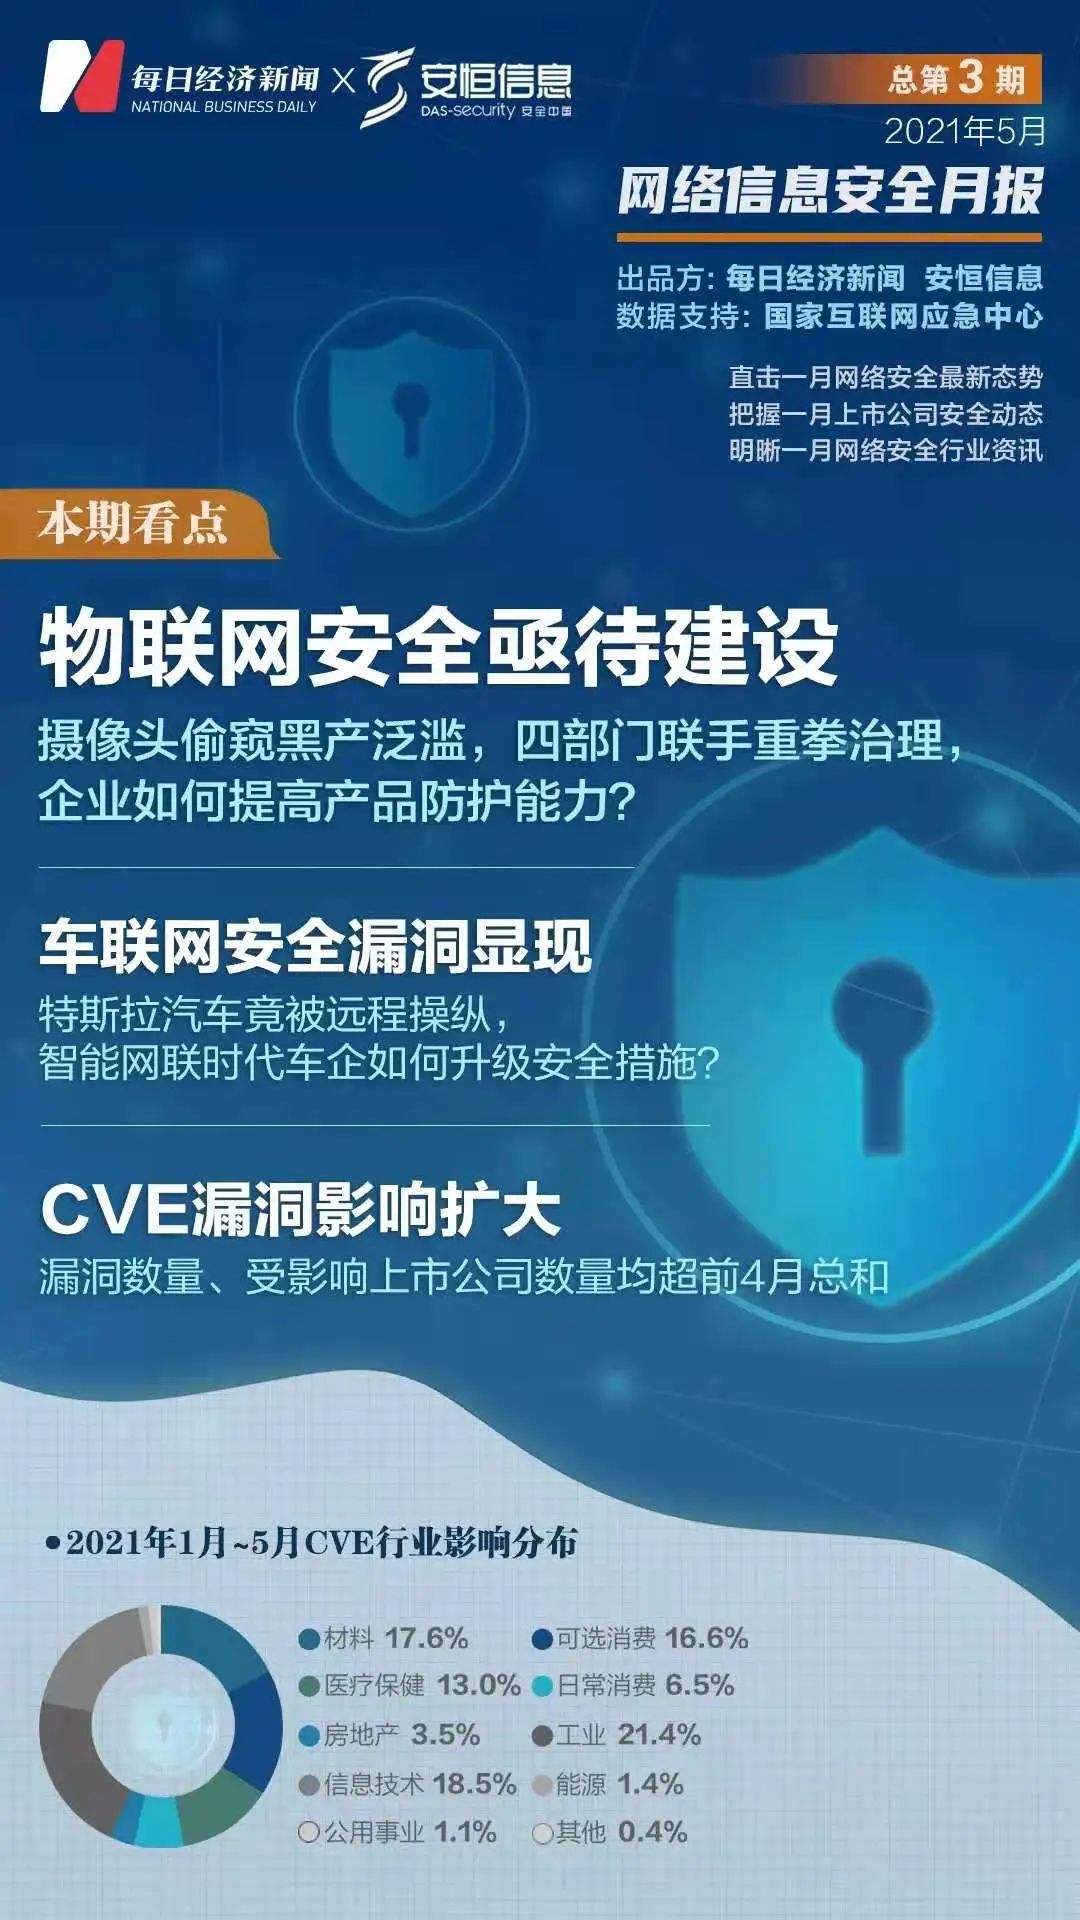 每日经济新闻 X 安恒信息
NATIONAL BUSINESS DAILY DAS-security 安全中国
总第3期
2021年5月
网络信息安全月报
出品方: 每日经济新闻 安恒信息
数据支持: 国家互联网应急中心
直击一月网络安全最新态势
把握一月上市公司安全动态
明晰一月网络安全行业资讯
本期看点
物联网安全亟待建设
摄像头偷窥黑产泛滥，四部门联手重拳治理，
企业如何提高产品防护能力？
车联网安全漏洞显现
特斯拉汽车竟被远程操纵，
智能网联时代车企如何升级安全措施？
CVE漏洞影响扩大
漏洞数量、受影响上市公司数量均超前4月总和
•2021年1月~5月CVE行业影响分布
材料 17.6% 可选消费 16.6%
医疗保健 13.0% 日常消费 6.5%
房地产 3.5% 工业 21.4%
信息技术 18.5% 能源 1.4%
公用事业 1.1% 其他 0.4%